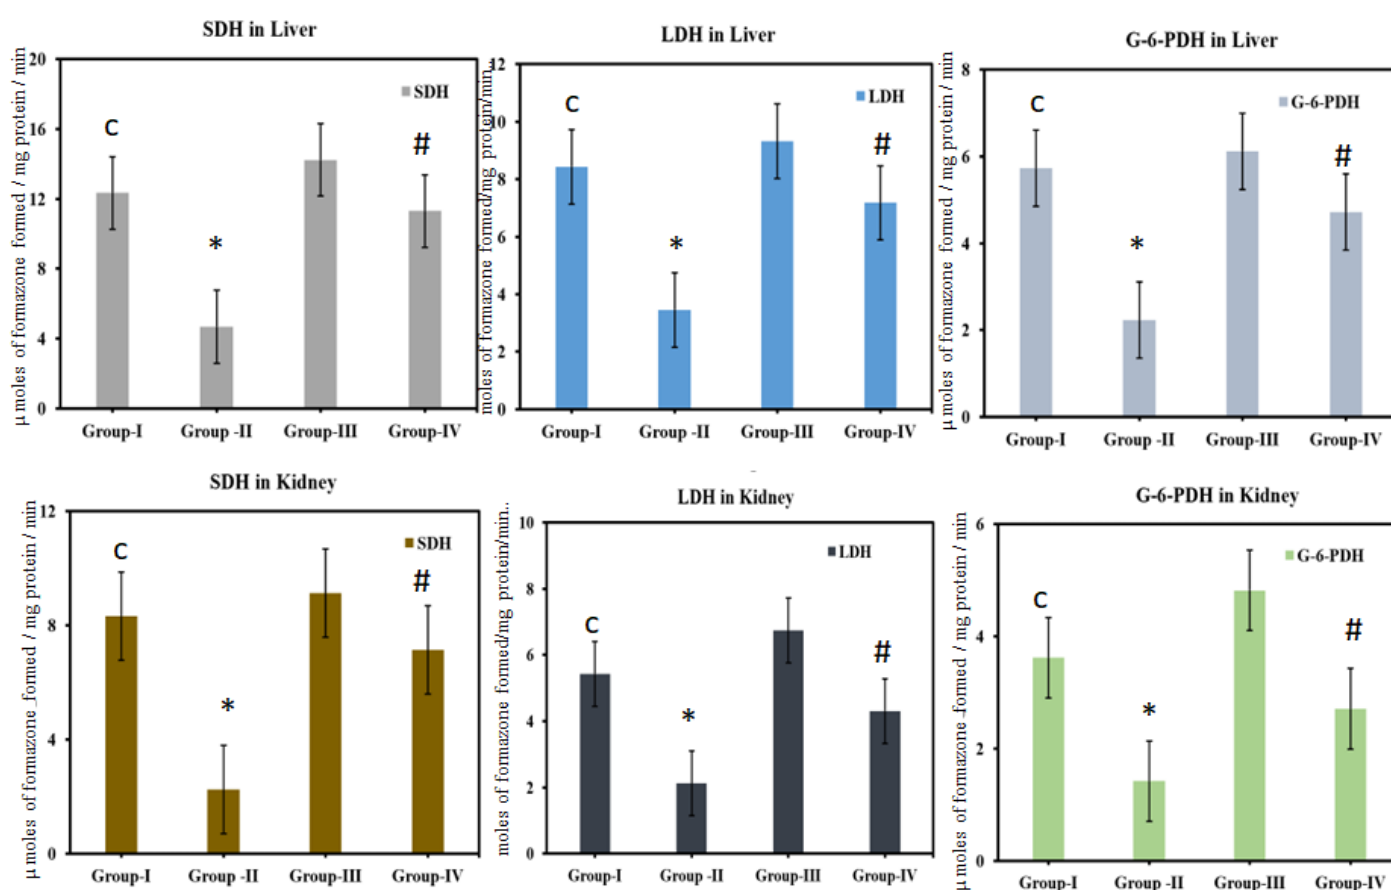 SDH in Liver
μ moles of formazone formed / mg protein / min
20
16
12
8
4
0
SDH
C
*
#
Group-I Group -II Group-III Group-IV
LDH in Liver
moles of formazone formed/mg protein/min..
12
10
8
6
4
2
0
LDH
C
*
#
Group-I Group -II Group-III Group-IV
G-6-PDH in Liver
μ moles of formazone formed / mg protein / min
8
6
4
2
0
G-6-PDH
C
*
#
Group-I Group -II Group-III Group-IV
SDH in Kidney
μ moles of formazone formed / mg protein / min
12
8
4
0
SDH
C
*
#
Group-I Group -II Group-III Group-IV
LDH in Kidney
moles of formazone formed/mg protein/min..
10
8
6
4
2
0
LDH
C
*
#
Group-I Group -II Group-III Group-IV
G-6-PDH in Kidney
μ moles of formazone formed / mg protein / min
6
4
2
0
G-6-PDH
C
*
#
Group-I Group -II Group-III Group-IV